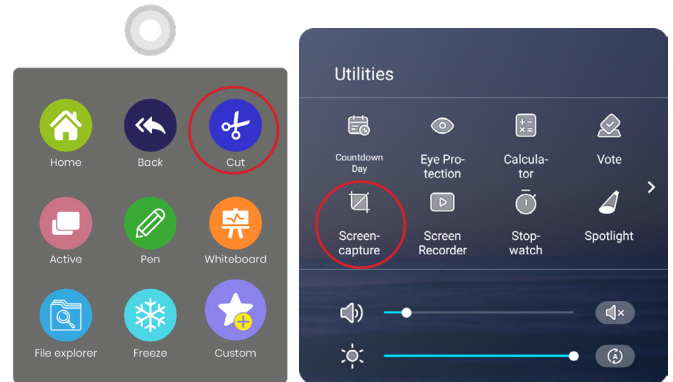 Home
Back
Cut
Active
Pen
Whiteboard
File explorer
Freeze
Custom
Utilities
Countdown
Day
Eye Pro-
tection
Calcula-
tor
Vote
Screen-
capture
Screen
Recorder
Stop-
watch
Spotlight